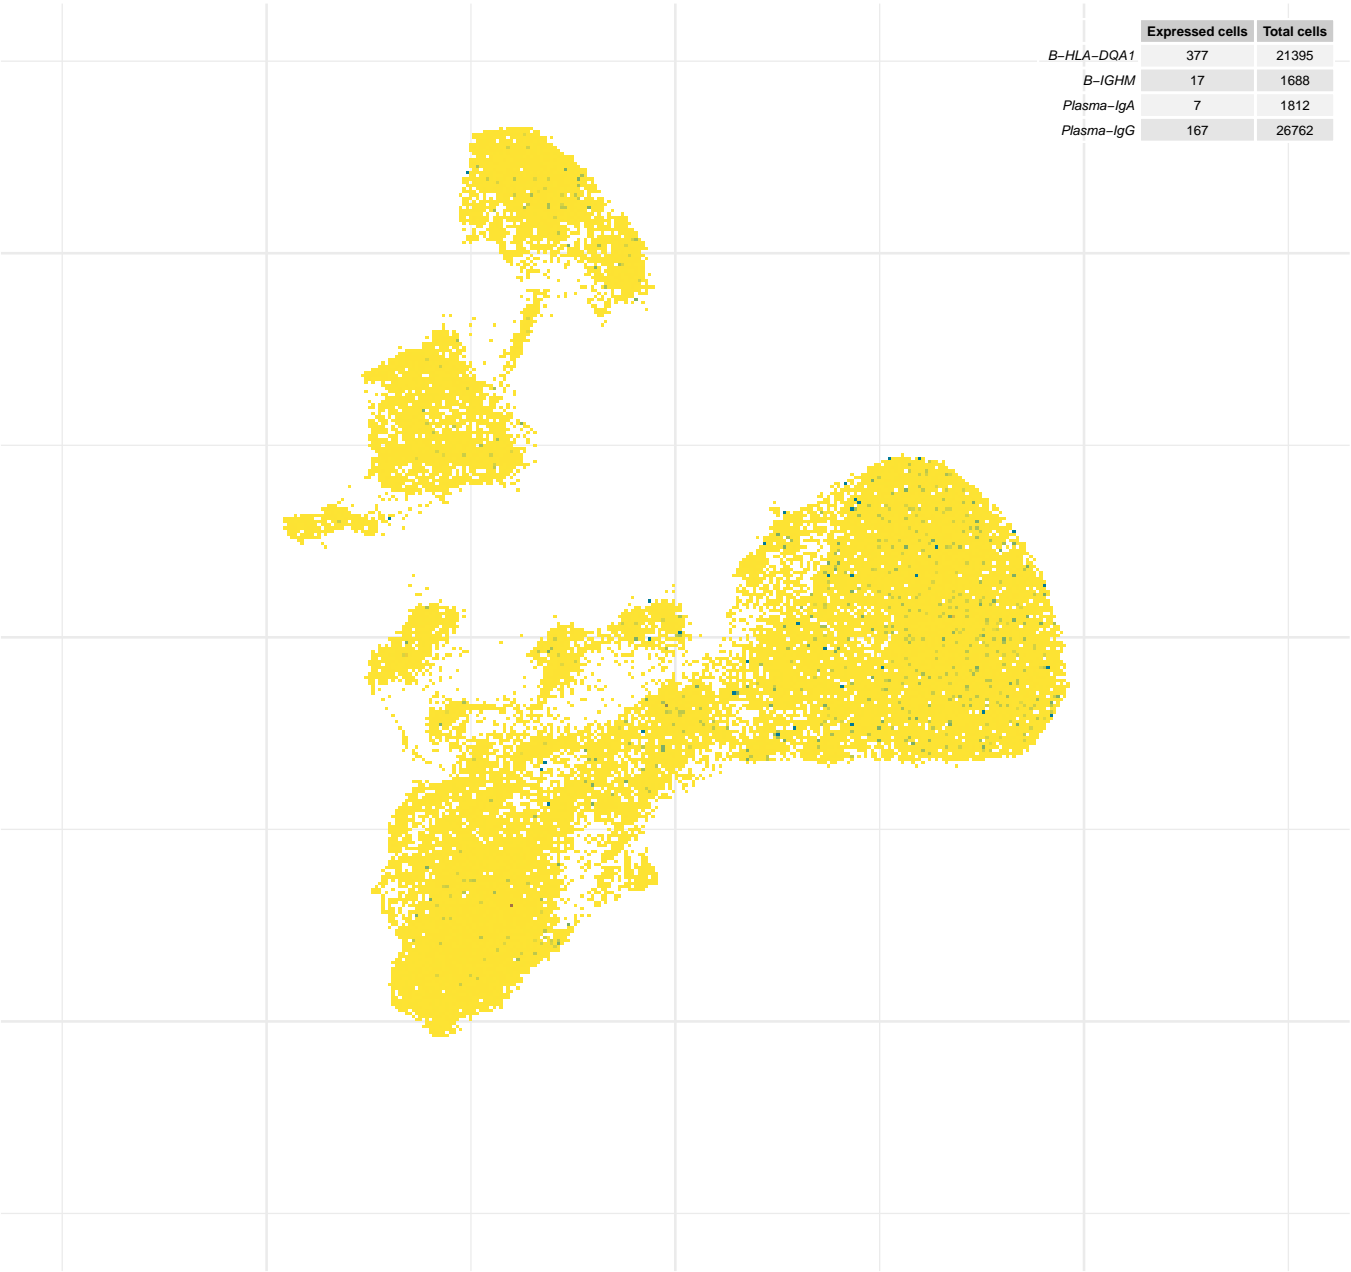 Expressed cells Total cells
B−HLA−DQA1 377 21395
B−IGHM 17 1688
Plasma−IgA 7 1812
Plasma−IgG 167 26762